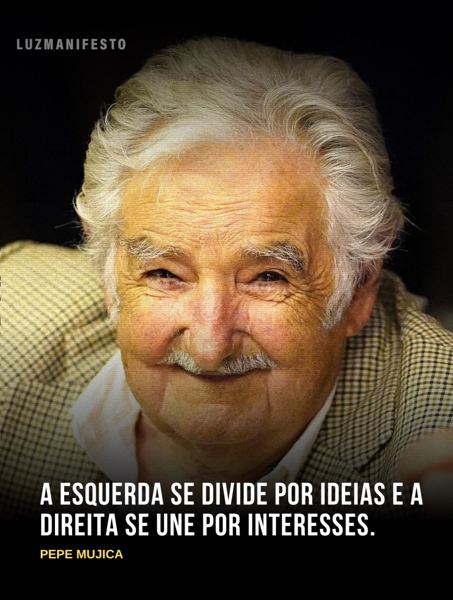 LUZMANIFESTO
A ESQUERDA SE DIVIDE POR IDEIAS E A
DIREITA SE UNE POR INTERESSES.
PEPE MUJICA